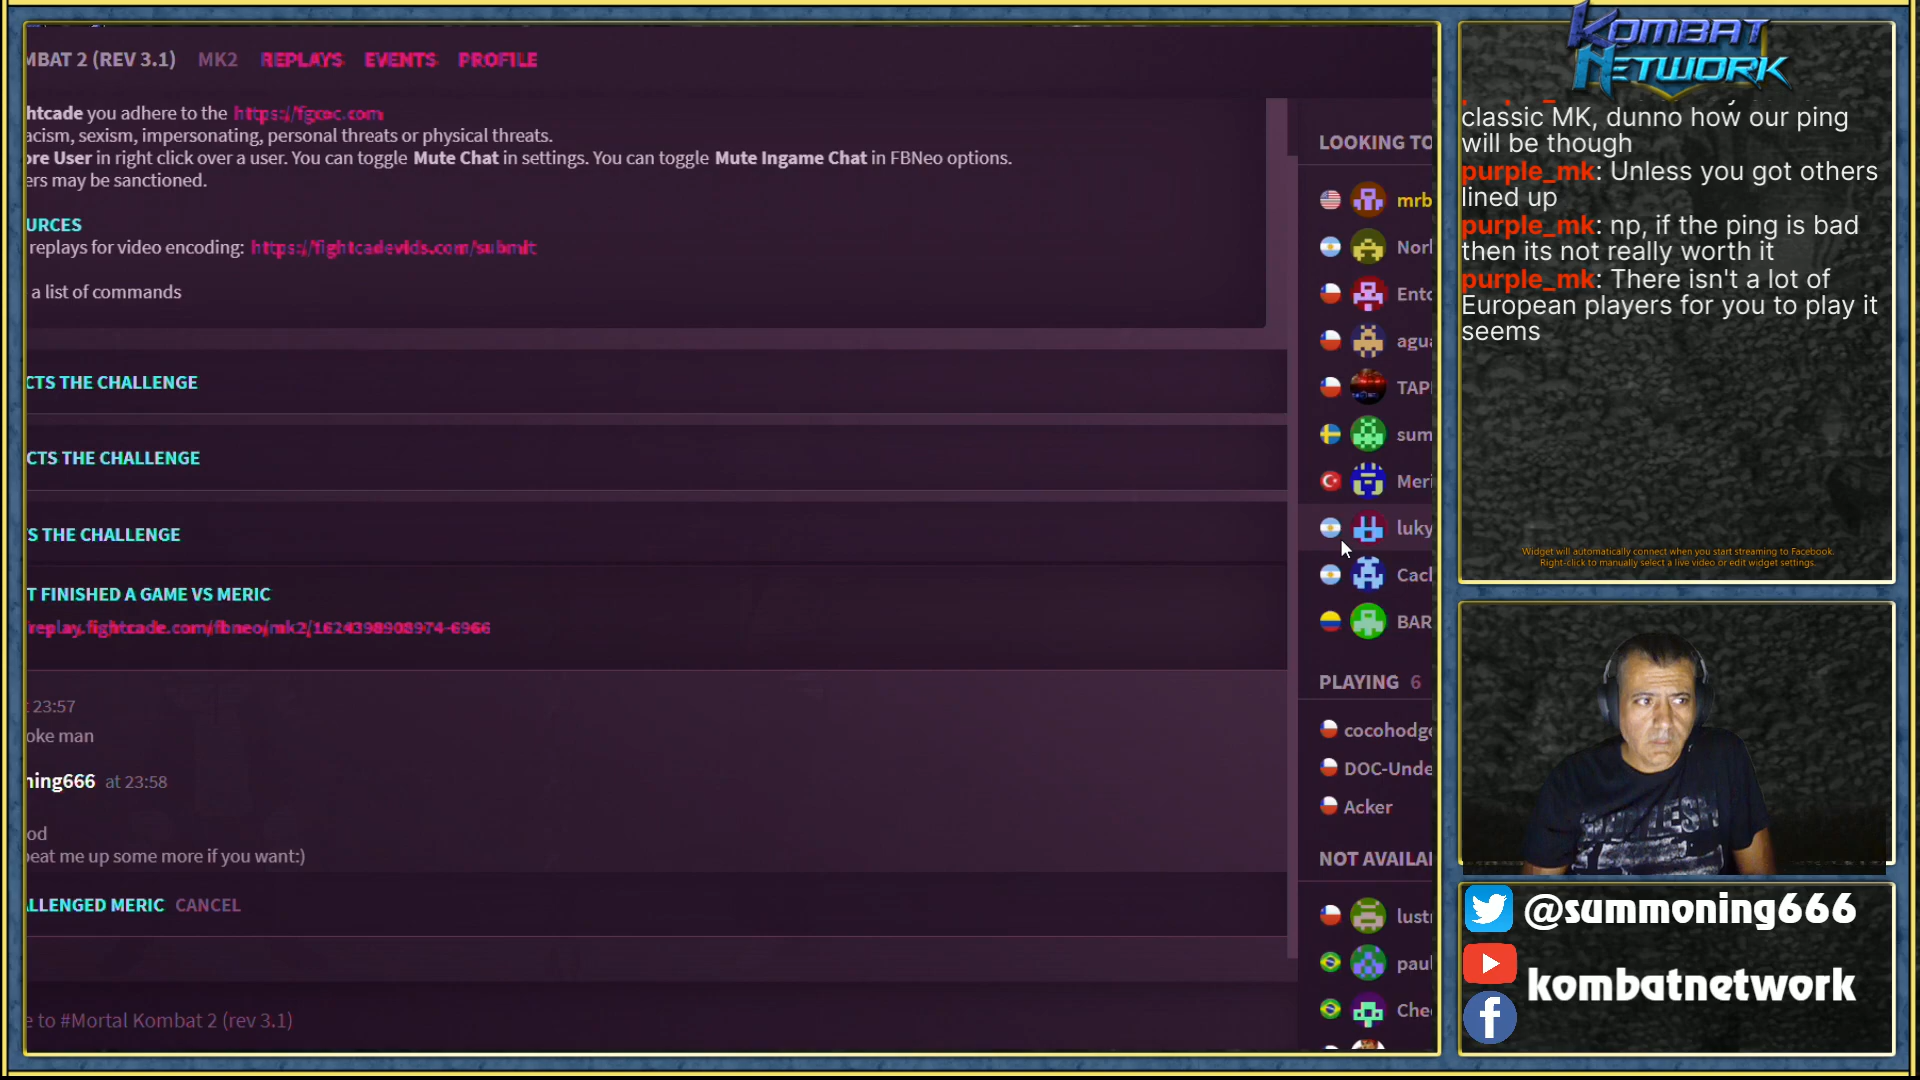 MBAT 2 (REV 3.1) MK2 REPLAYS EVENTS PROFILE
htcade you adhere to the https://fgcoc.com
acism, sexism, impersonating, personal threats or physical threats.
ore User in right click over a user. You can toggle Mute Chat in settings. You can toggle Mute Ingame Chat in FBNeo options.
ers may be sanctioned.
URCES
replays for video encoding: https://fightcadevids.com/submit
a list of commands
CTS THE CHALLENGE
CTS THE CHALLENGE
S THE CHALLENGE
T FINISHED A GAME VS MERIC
replay.fightcade.com/fbneo/mk2/1624398908974-6966
23:57
oke man
ning666 at 23:58
od
beat me up some more if you want:)
ALLENGED MERIC CANCEL
e to #Mortal Kombat 2 (rev 3.1)
LOOKING TO
mrb
Nor
Ento
agua
TAP
sum
Meri
luky
Cacl
BAR
PLAYING 6
cocohodg
DOC-Unde
Acker
NOT AVAILA
lust
paul
Che
KOMBAT
NETWORK
classic MK, dunno how our ping
will be though
purple_mk: Unless you got others
lined up
purple_mk: np, if the ping is bad
then its not really worth it
purple_mk: There isn't a lot of
European players for you to play it
seems
Widget will automatically connect when you start streaming to Facebook.
Right-click to manually select a live video or edit widget settings.
@summoning666
kombatnetwork